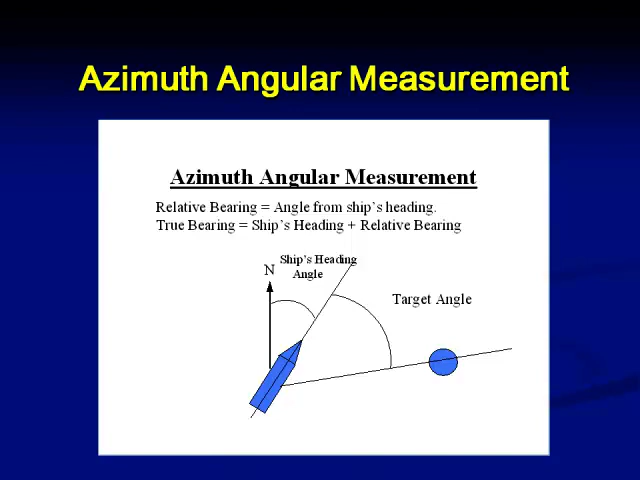 Azimuth Angular Measurement
Azimuth Angular Measurement
Relative Bearing = Angle from ship's heading.
True Bearing = Ship's Heading + Relative Bearing
Ship's Heading
Angle
N
Target Angle